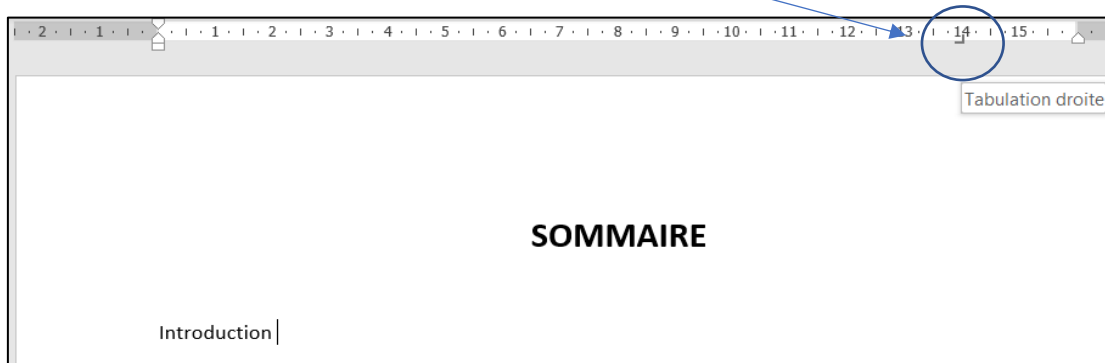 2 1 1 2 3 4 5 6 7 8 9 10 11 12 13 14 15
Tabulation droite
SOMMAIRE
Introduction